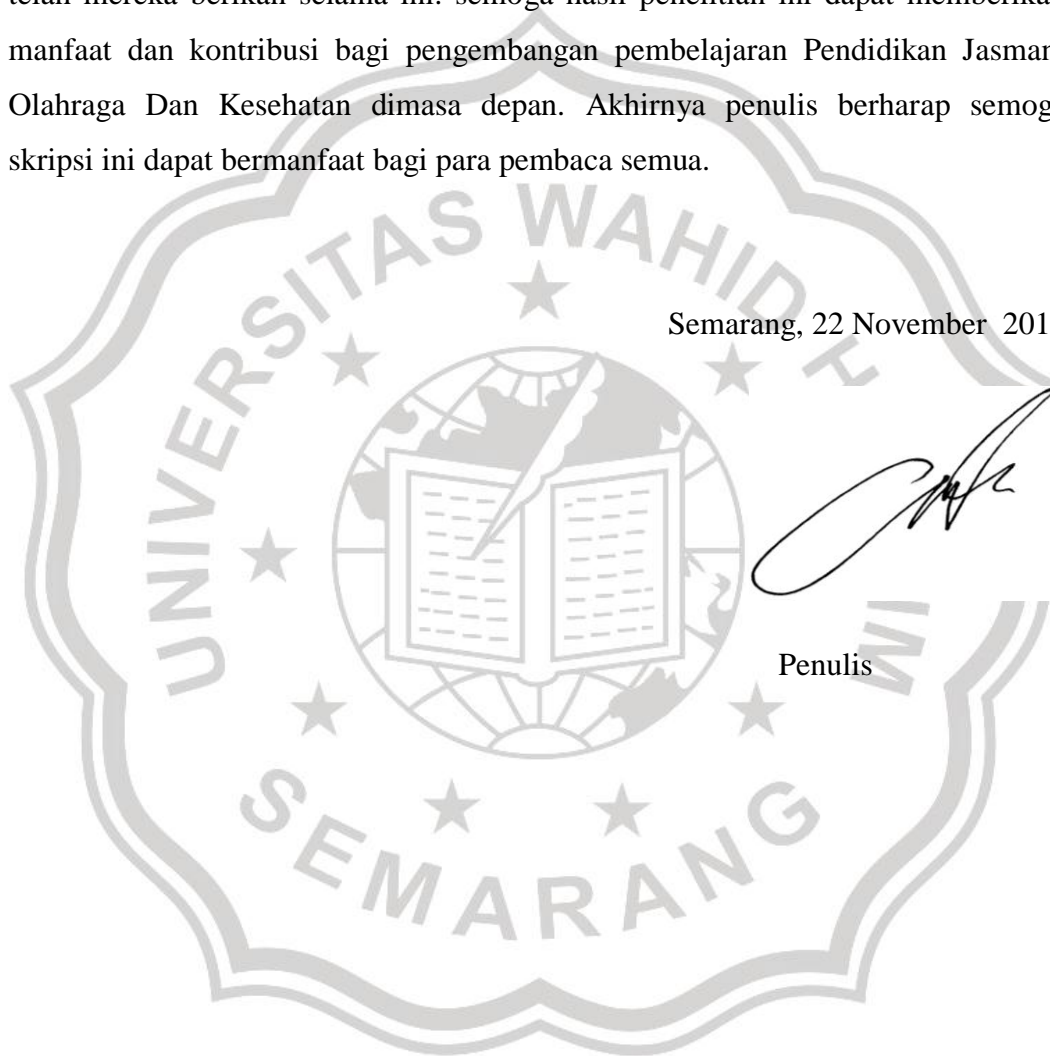 telah mereka berikan selama ini. semoga hasil penelitian ini dapat memberika
manfaat dan kontribusi bagi pengembangan pembelajaran Pendidikan Jasman
Olahraga Dan Kesehatan dimasa depan. Akhirnya penulis berharap semog
skripsi ini dapat bermanfaat bagi para pembaca semua.
UNIVERSITAS WAHID H
M
SEMARANG
Semarang, 22 November 201
Penulis